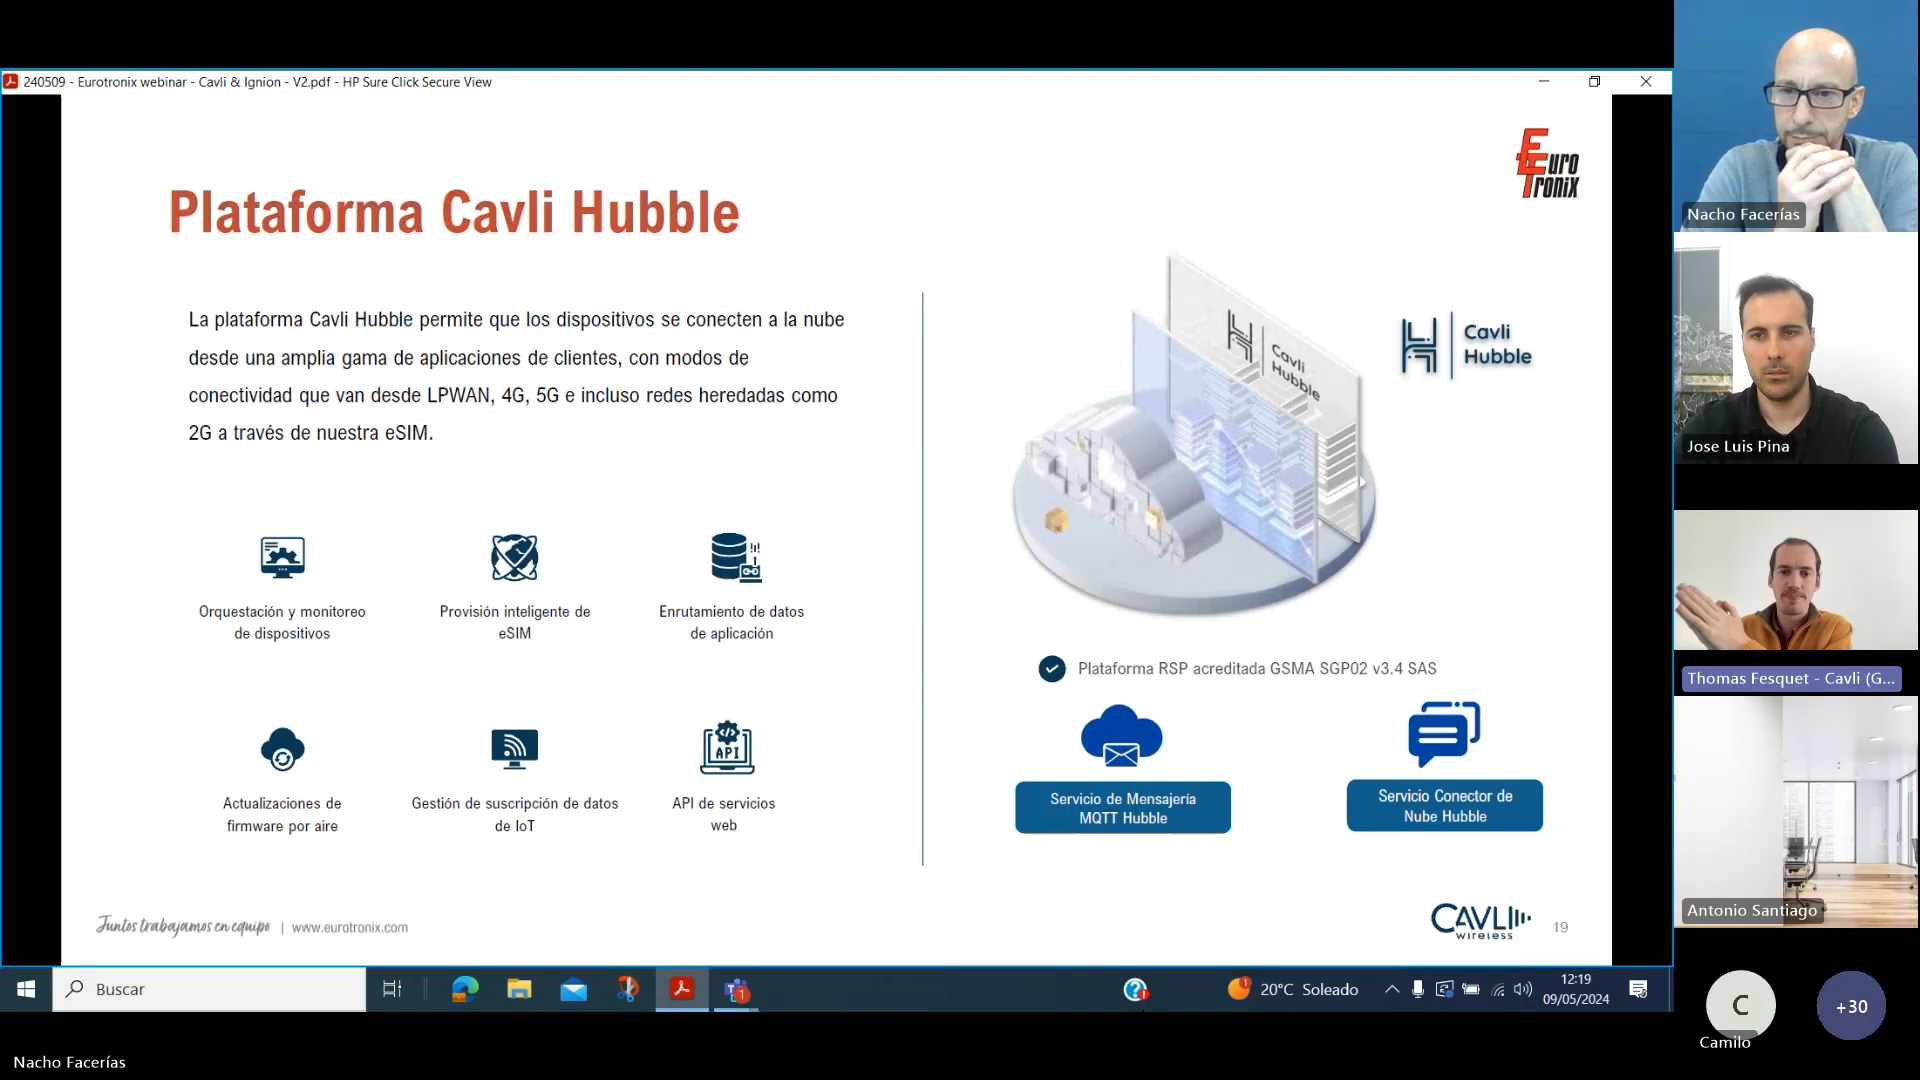 240509 - Eurotronix webinar - Cavli & Ignion - V2.pdf - HP Sure Click Secure View
EURO
TRONIX
Plataforma Cavli Hubble
La plataforma Cavli Hubble permite que los dispositivos se conecten a la nube
desde una amplia gama de aplicaciones de clientes, con modos de
conectividad que van desde LPWAN, 4G, 5G e incluso redes heredadas como
2G a través de nuestra eSIM.
Orquestación y monitoreo
de dispositivos
Provisión inteligente de
eSIM
Enrutamiento de datos
de aplicación
API
Actualizaciones de
firmware por aire
Gestión de suscripción de datos
de IoT
API de servicios
web
Cavli
Hubble
Cavli
Hubble
Plataforma RSP acreditada GSMA SGP02 v3.4 SAS
Servicio de Mensajería
MQTT Hubble
Servicio Conector de
Nube Hubble
Juntos trabajamos en equipo | www.eurotronix.com
CAVLI
wireless
19
Buscar
1
1
20°C Soleado
12:19
09/05/2024
Nacho Facerías
Nacho Facerías
Jose Luis Pina
Thomas Fesquet - Cavli (G...
Antonio Santiago
C
Camilo
+30